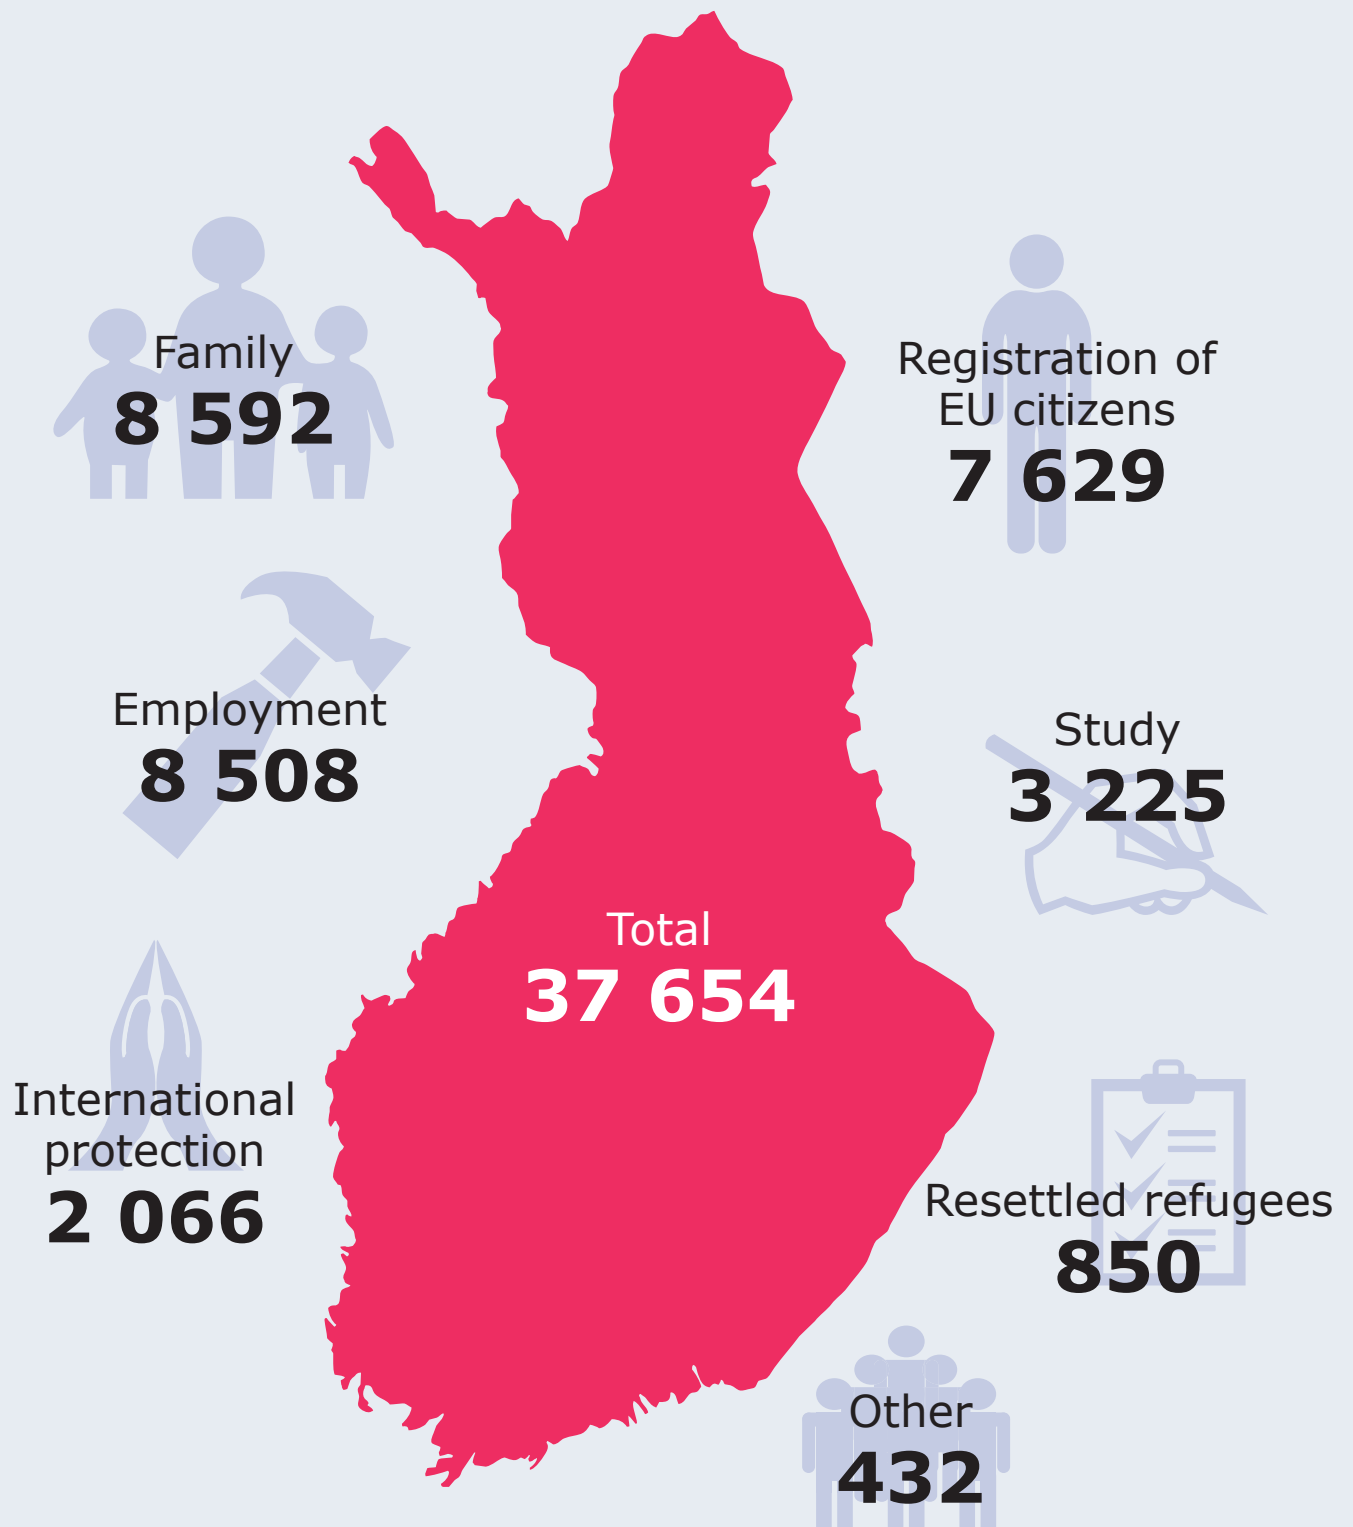 Family
8 592
Registration of
EU citizens
7 629
Employment
8 508
Study
3 225
Total
37 654
International
protection
2 066
Resettled refugees
850
Other
432